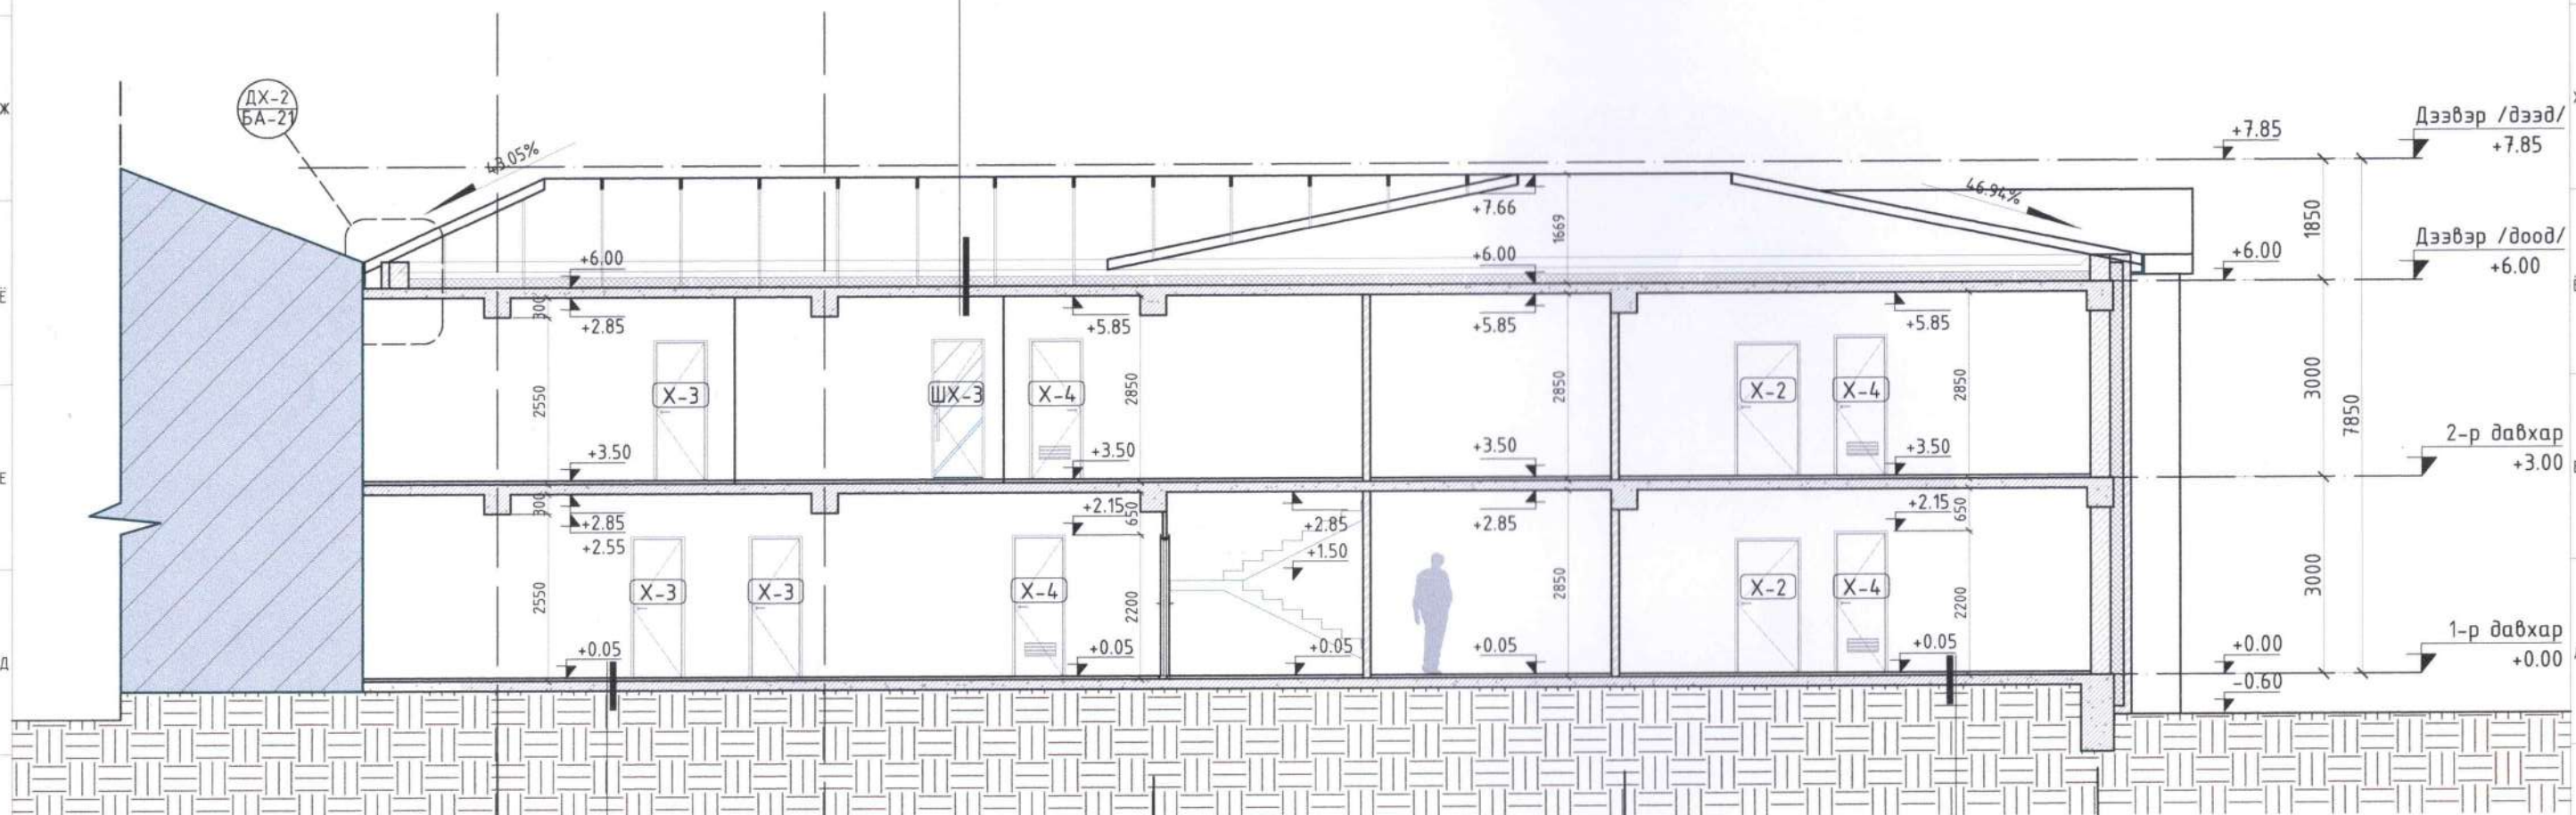 Ж
ДХ-2
БА-21
43.05%
46.94%
+7.85
Дээвэр /дээд/
+7.85
+7.66
1669
1850
+6.00
+6.00
+6.00
Дээвэр /доод/
+6.00
Ё
300
+2.85
+5.85
+5.85
+5.85
2550
2850
2850
2850
3000
7850
Х-3
ШХ-3
Х-4
Х-2
Х-4
+3.50
+3.50
+3.50
+3.50
2-р давхар
+3.00
Е
300
+2.85
+2.55
+2.15
650
+2.85
+1.50
+2.85
+2.15
650
2550
2200
2850
2200
3000
Х-3
Х-3
Х-4
Х-2
Х-4
+0.05
+0.05
+0.05
+0.05
+0.05
+0.00
-0.60
1-р давхар
+0.00
Д